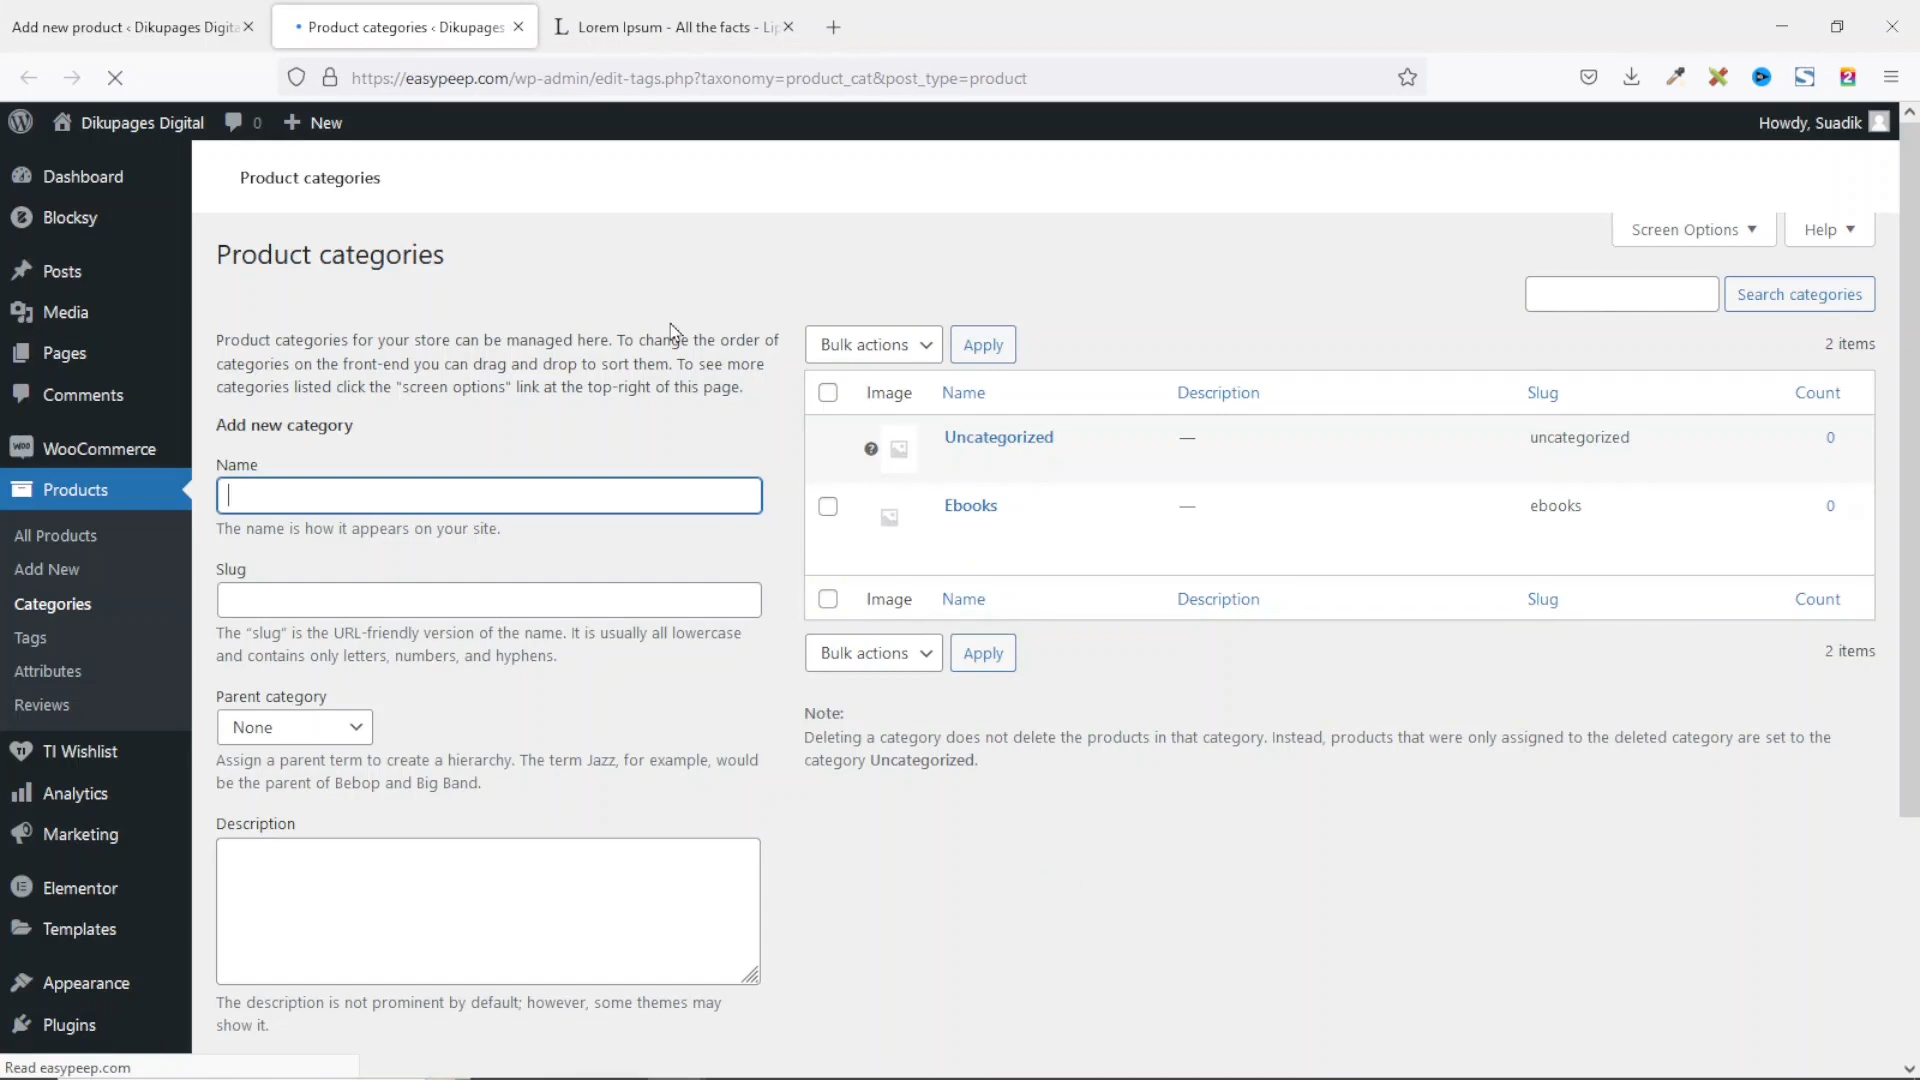 Add new product ‹ Dikupages Digita
Product categories ‹ Dikupages
L Lorem Ipsum - All the facts - Lip
https://easypeep.com/wp-admin/edit-tags.php?taxonomy=product_cat&post_type=product
Dikupages Digital
0
New
Howdy, Suadik
Dashboard
Blocksy
Posts
Media
Pages
Comments
WooCommerce
Products
All Products
Add New
Categories
Tags
Attributes
Reviews
TI Wishlist
Analytics
Marketing
Elementor
Templates
Appearance
Plugins
Read easypeep.com
Product categories
Screen Options
Help
Product categories
Search categories
Product categories for your store can be managed here. To change the order of
categories on the front-end you can drag and drop to sort them. To see more
categories listed click the "screen options" link at the top-right of this page.
Add new category
Name
The name is how it appears on your site.
Slug
The “slug” is the URL-friendly version of the name. It is usually all lowercase
and contains only letters, numbers, and hyphens.
Parent category
None
Assign a parent term to create a hierarchy. The term Jazz, for example, would
be the parent of Bebop and Big Band.
Description
The description is not prominent by default; however, some themes may
show it.
Bulk actions
Apply
2 items
Image Name Description Slug Count
Uncategorized — uncategorized 0
Ebooks — ebooks 0
Image Name Description Slug Count
Bulk actions
Apply
2 items
Note:
Deleting a category does not delete the products in that category. Instead, products that were only assigned to the deleted category are set to the
category Uncategorized.